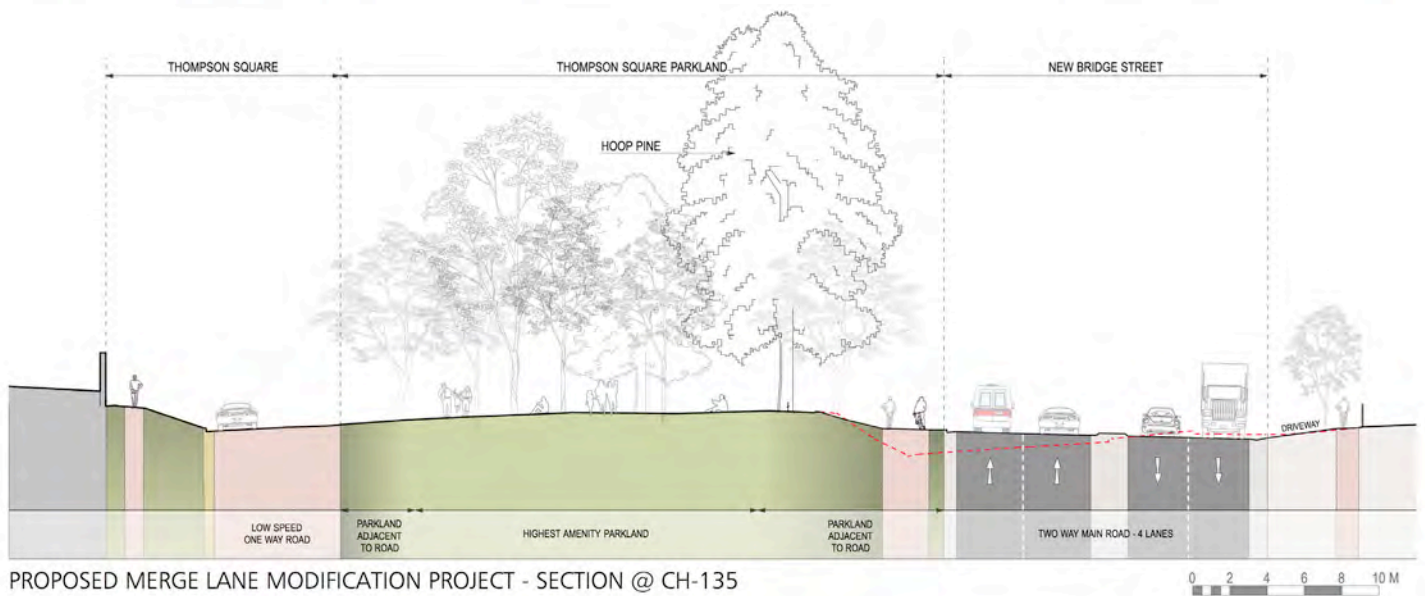 THOMPSON SQUARE
THOMPSON SQUARE PARKLAND
NEW BRIDGE STREET
HOOP PINE
DRIVEWAY
LOW SPEED
ONE WAY ROAD
PARKLAND
ADJACENT
TO ROAD
HIGHEST AMENITY PARKLAND
PARKLAND
ADJACENT
TO ROAD
TWO WAY MAIN ROAD - 4 LANES
PROPOSED MERGE LANE MODIFICATION PROJECT - SECTION @ CH-135
0 2 4 6 8 10 M